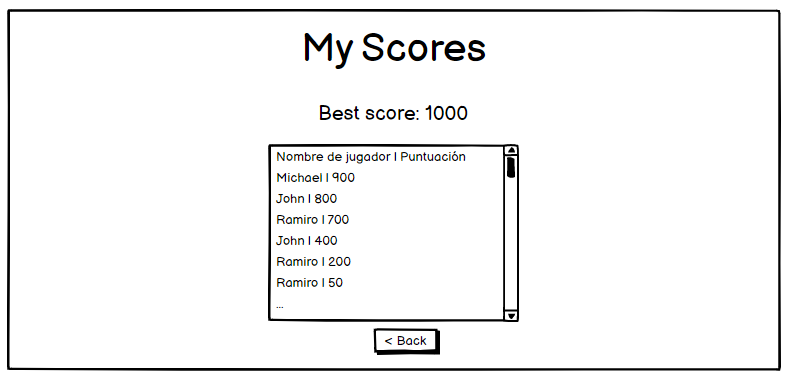 My Scores
Best score: 1000
Nombre de jugador | Puntuación
Michael | 900
John | 800
Ramiro | 700
John | 400
Ramiro | 200
Ramiro | 50
...
< Back